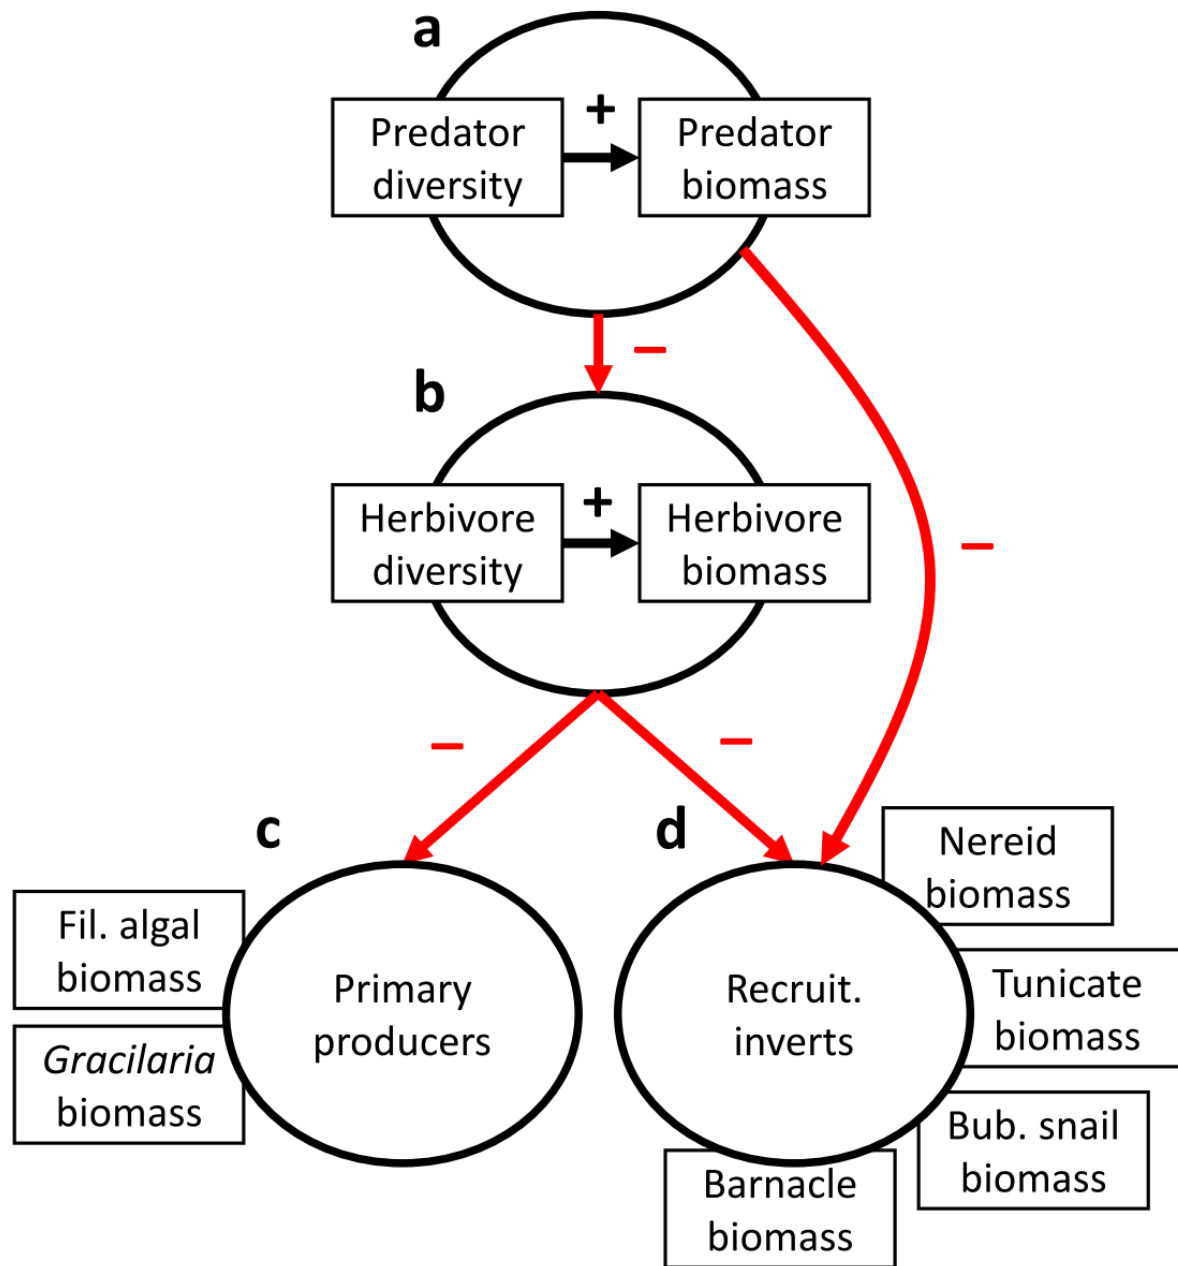 a
Predator
diversity
+
Predator
biomass
–
b
Herbivore
diversity
+
Herbivore
biomass
–
–
–
c
d
Fil. algal
biomass
Gracilaria
biomass
Primary
producers
Recruit.
inverts
Nereid
biomass
Tunicate
biomass
Bub. snail
biomass
Barnacle
biomass